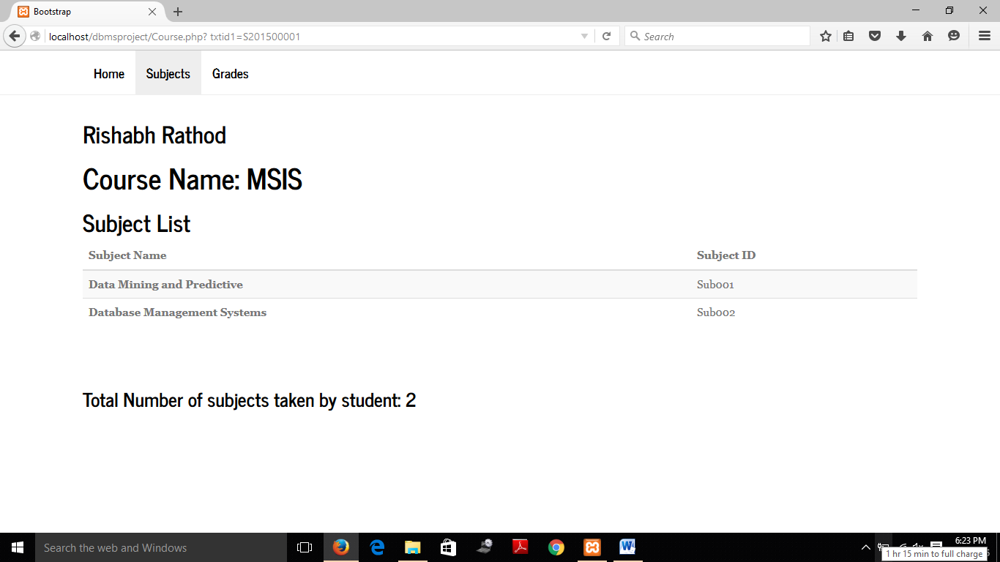 Bootstrap
localhost/dbmsproject/Course.php? txtid1=S201500001
Search
Home Subjects Grades
Rishabh Rathod
Course Name: MSIS
Subject List
Subject Name Subject ID
Data Mining and Predictive Sub001
Database Management Systems Sub002
Total Number of subjects taken by student: 2
Search the web and Windows
6:23 PM
1 hr 15 min to full charge